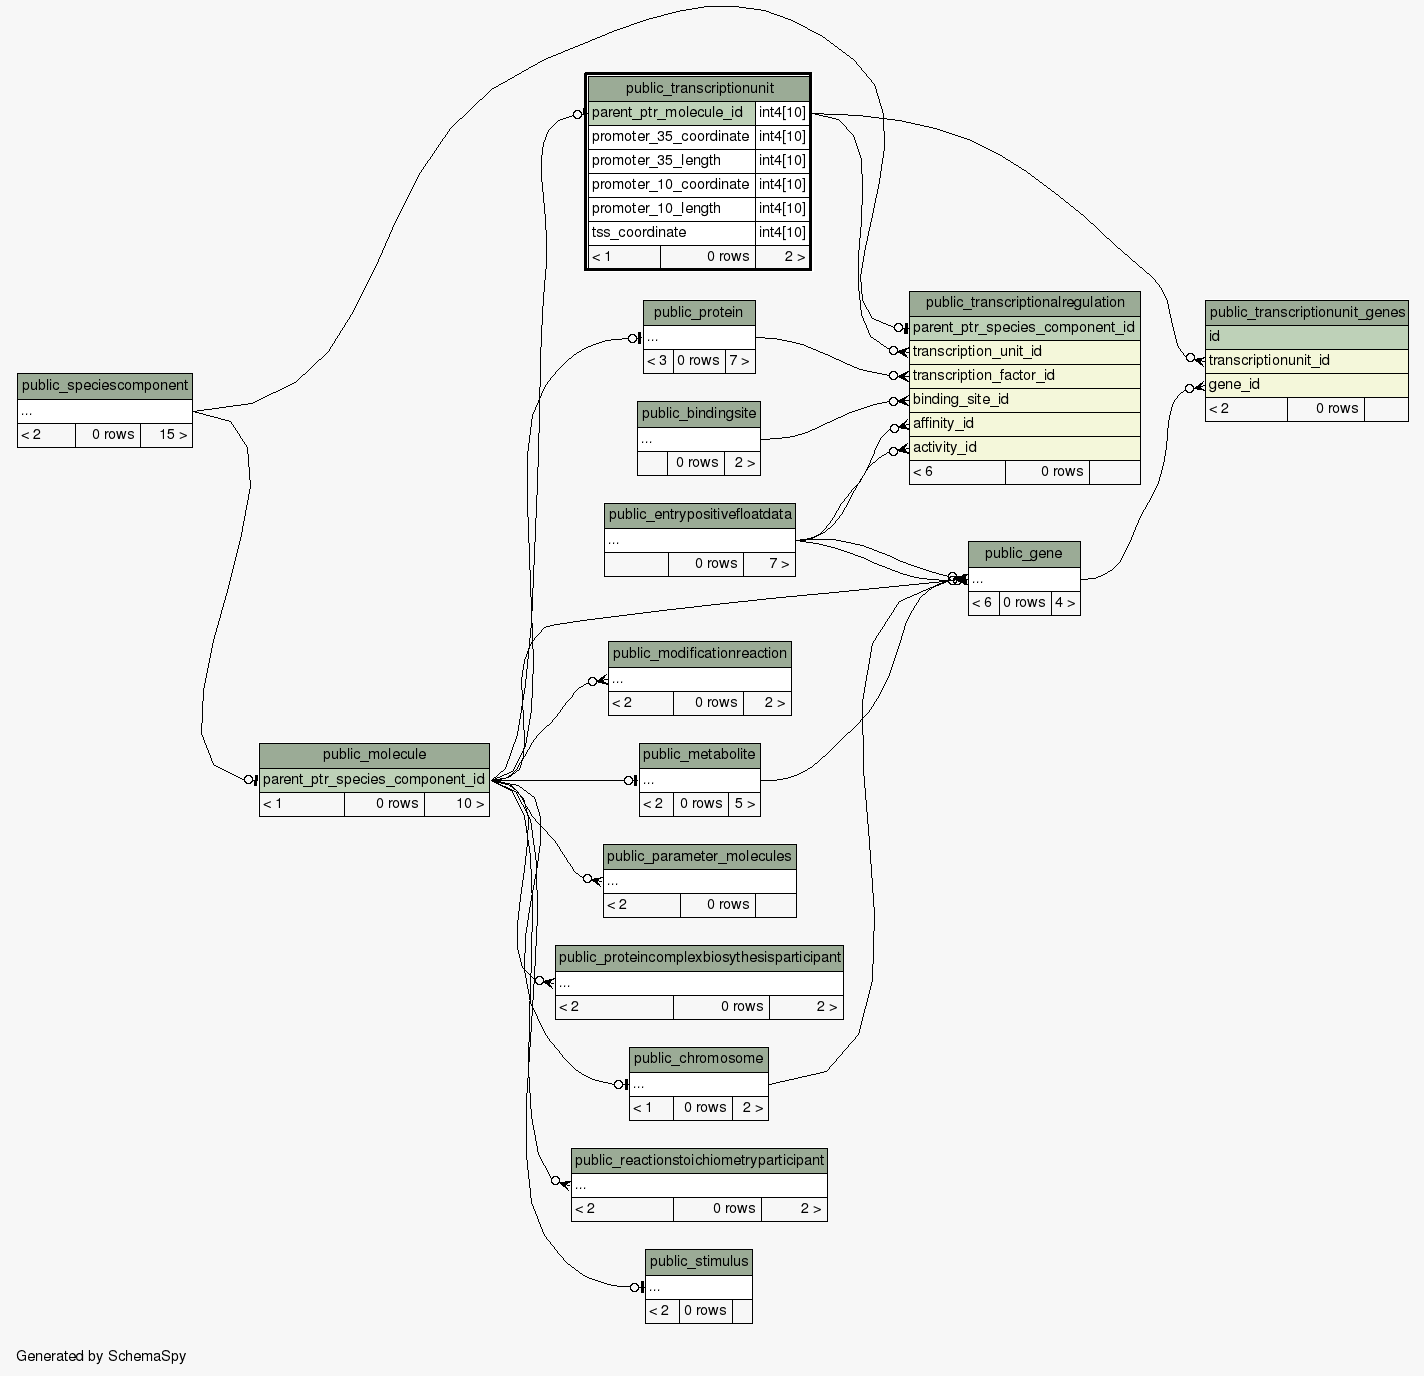 public_transcriptionunit
parent_ptr_molecule_id int4[10]
promoter_35_coordinate int4[10]
promoter_35_length int4[10]
promoter_10_coordinate int4[10]
promoter_10_length int4[10]
tss_coordinate int4[10]
< 1 0 rows 2 >
public_protein
...
< 3 0 rows 7 >
public_transcriptionalregulation
parent_ptr_species_component_id
transcription_unit_id
transcription_factor_id
binding_site_id
affinity_id
activity_id
< 6 0 rows
public_transcriptionunit_genes
id
transcriptionunit_id
gene_id
< 2 0 rows
public_speciescomponent
...
< 2 0 rows 15 >
public_bindingsite
...
0 rows 2 >
public_entrypositivefloatdata
...
0 rows 7 >
public_gene
...
< 6 0 rows 4 >
public_modificationreaction
...
< 2 0 rows 2 >
public_molecule
parent_ptr_species_component_id
< 1 0 rows 10 >
public_metabolite
...
< 2 0 rows 5 >
public_parameter_molecules
...
< 2 0 rows
public_proteincomplexbiosythesisparticipant
...
< 2 0 rows 2 >
public_chromosome
...
< 1 0 rows 2 >
public_reactionstoichiometryparticipant
...
< 2 0 rows 2 >
public_stimulus
...
< 2 0 rows
Generated by SchemaSpy